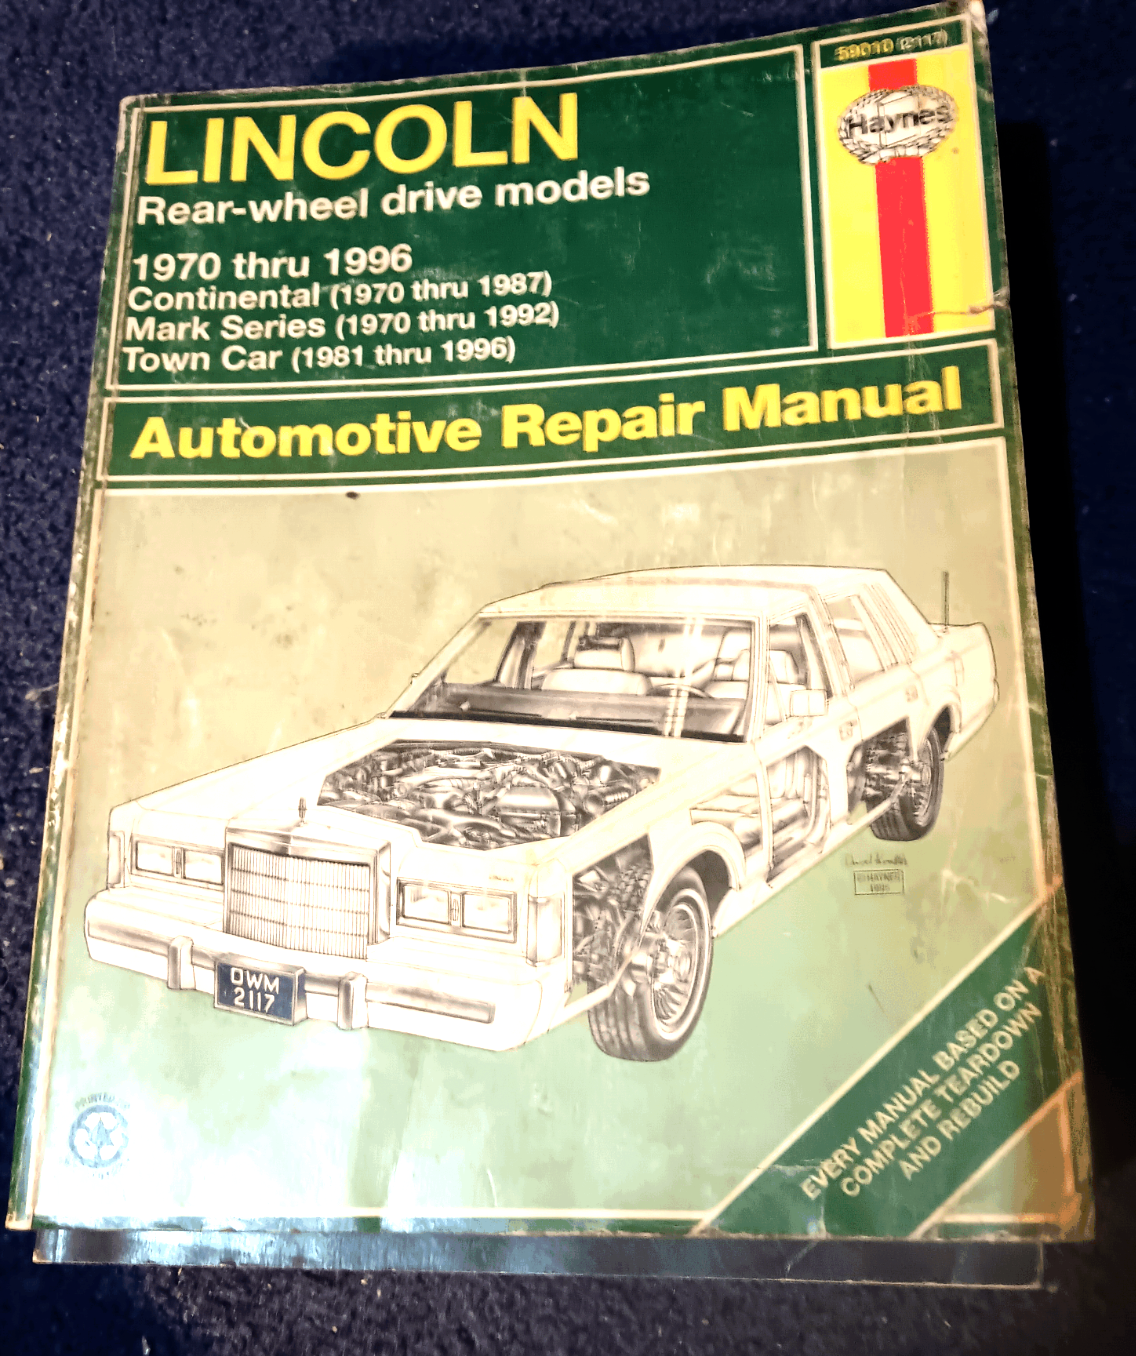 59010 (2117)
Haynes
LINCOLN
Rear-wheel drive models
1970 thru 1996
Continental (1970 thru 1987)
Mark Series (1970 thru 1992)
Town Car (1981 thru 1996)
Automotive Repair Manual
© HAYNES
OWM
2117
EVERY MANUAL BASED ON A
COMPLETE TEARDOWN
AND REBUILD
PRINTED